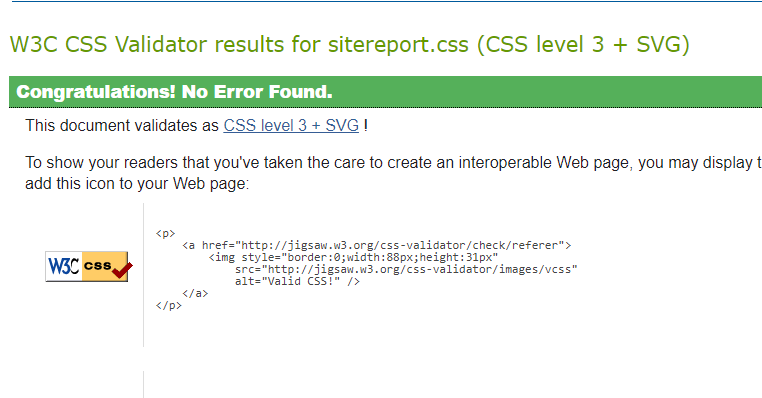 W3C CSS Validator results for sitereport.css (CSS level 3 + SVG)
Congratulations! No Error Found.
This document validates as CSS level 3 + SVG !
To show your readers that you've taken the care to create an interoperable Web page, you may display t
add this icon to your Web page:
<p>
<a href="http://jigsaw.w3.org/css-validator/check/referer">
<img style="border:0;width:88px;height:31px"
src="http://jigsaw.w3.org/css-validator/images/vcss"
alt="Valid CSS!" />
</a>
</p>
W3C css